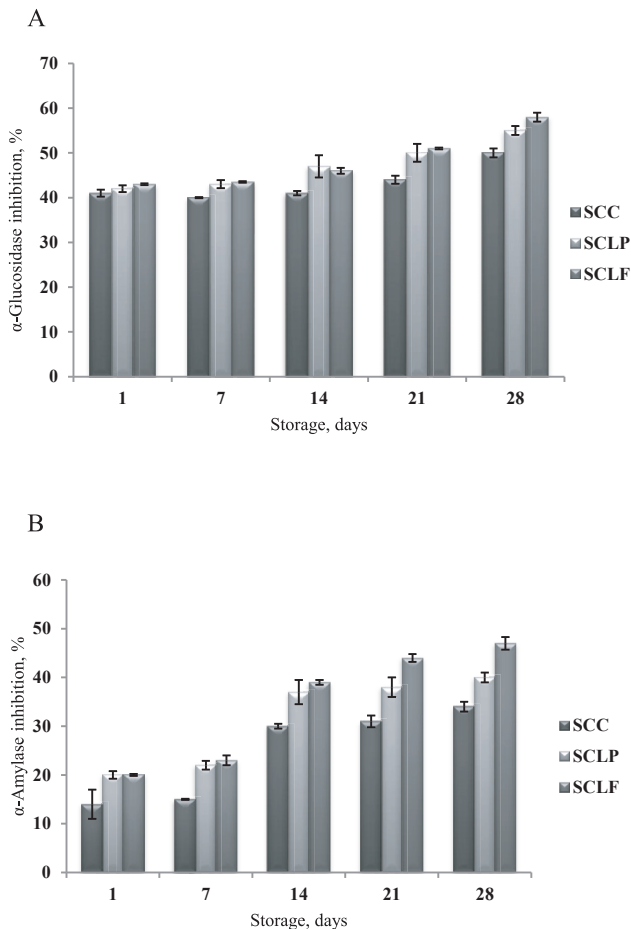 A
α-Glucosidase inhibition, %
70
60
50
40
30
20
10
0
1 7 14 21 28
Storage, days
SCC
SCLP
SCLF
B
α-Amylase inhibition, %
60
50
40
30
20
10
0
1 7 14 21 28
Storage, days
SCC
SCLP
SCLF